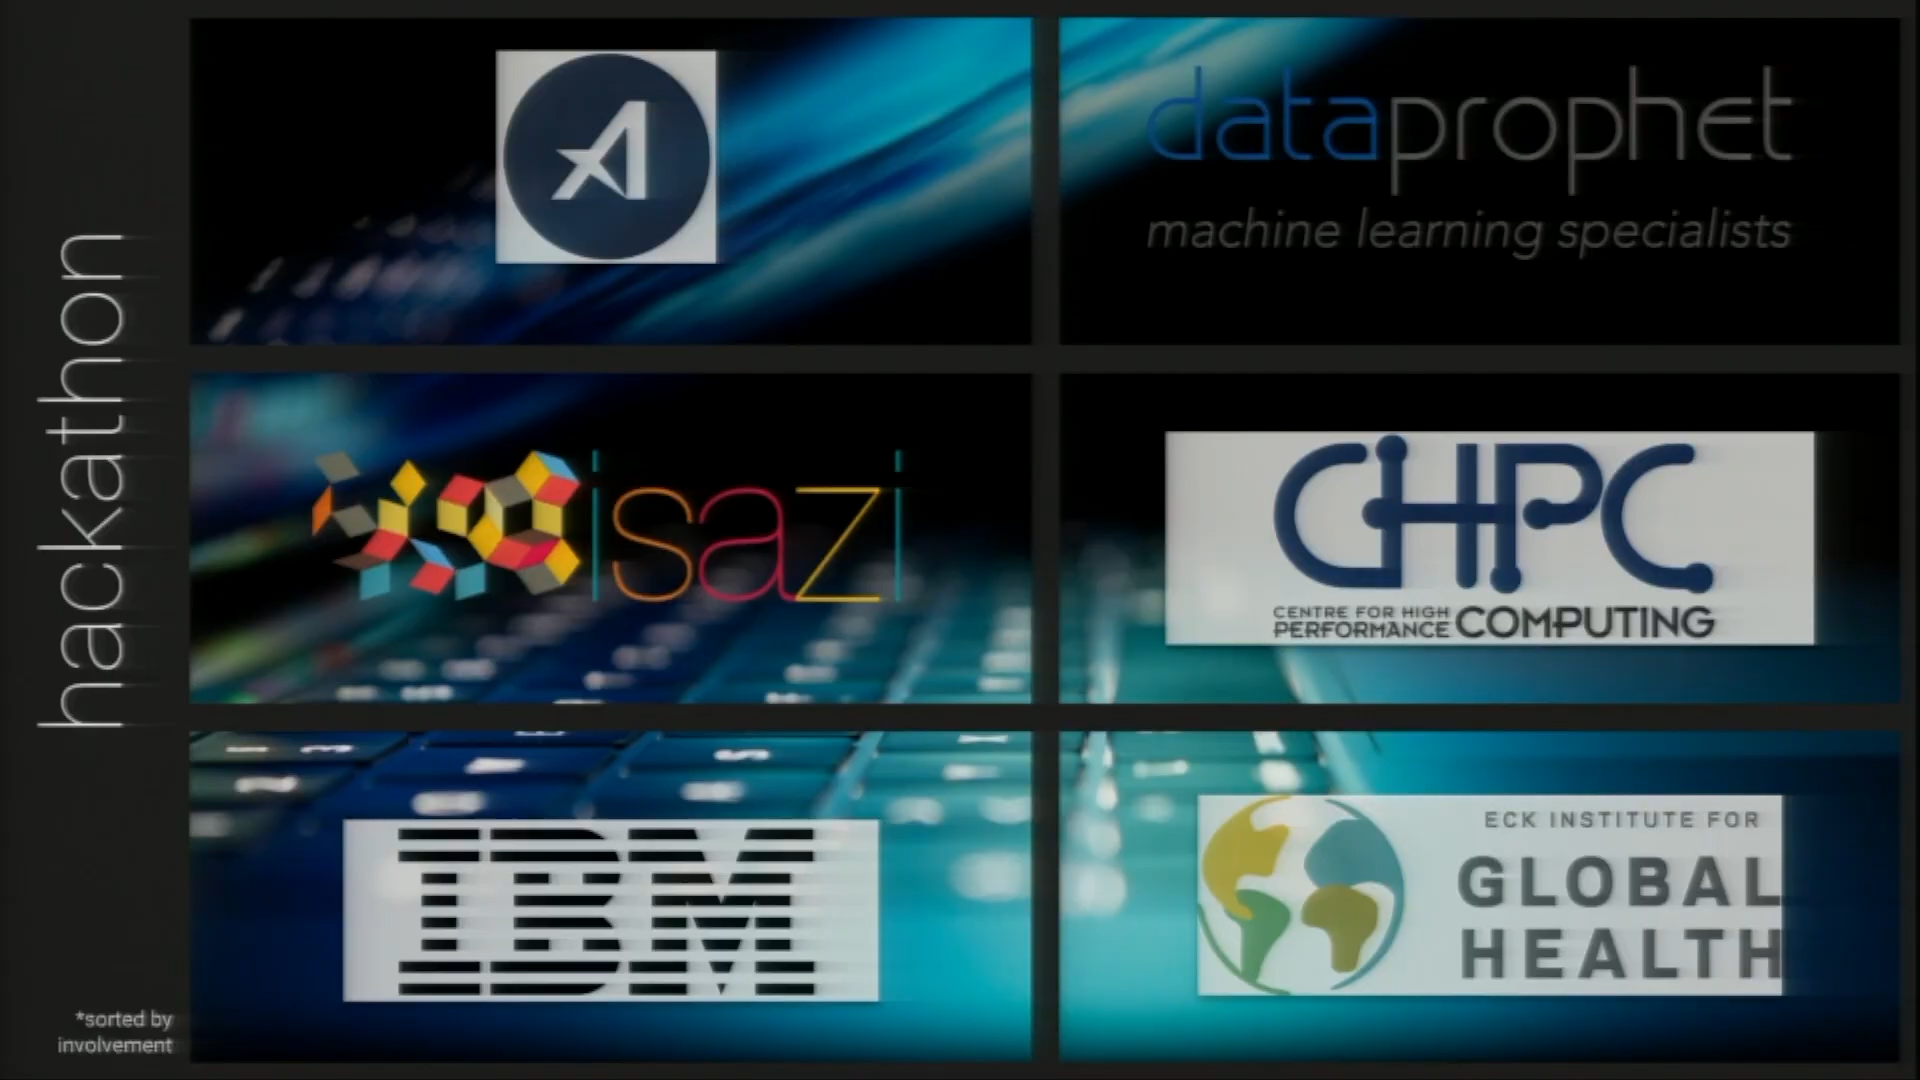 hackathon
*sorted by
involvement
A
dataprophet
machine learning specialists
isazi
CHPC
CENTRE FOR HIGH
PERFORMANCE COMPUTING
IBM
ECK INSTITUTE FOR
GLOBAL
HEALTH